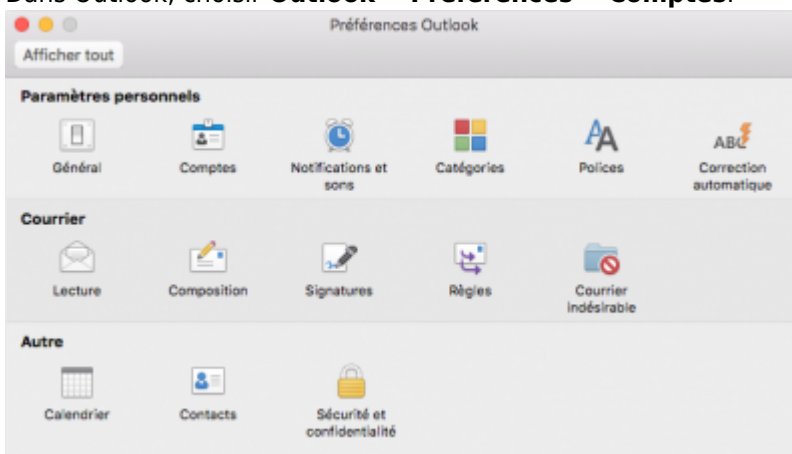 Dans Outlook, choisir Outlook > Préférences > Comptes.
Préférences Outlook
Afficher tout
Paramètres personnels
Général
Comptes
Notifications et
sons
Catégories
Polices
Correction
automatique
Courrier
Lecture
Composition
Signatures
Règles
Courrier
indésirable
Autre
Calendrier
Contacts
Sécurité et
confidentialité